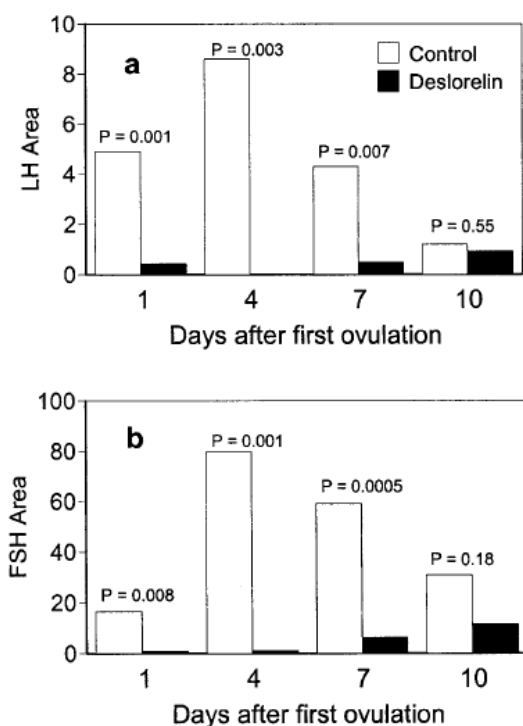 10
a
P = 0.003
Control
8
Deslorelin
P = 0.001
6
P = 0.007
LH Area
4
P = 0.55
2
0
1 4 7 10
Days after first ovulation
100
b
P = 0.001
80
P = 0.0005
60
FSH Area
40
P = 0.18
P = 0.008
20
0
1 4 7 10
Days after first ovulation